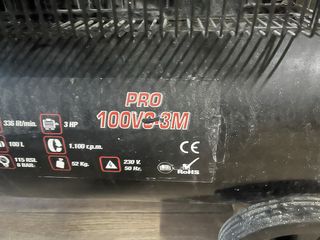 PRO
100VC-3M
336 lit/min.
3 HP
100 L
1.100 r.p.m.
CE
115 PSI.
8 BAR.
52 Kg.
230 V.
50 Hz.
RoHS